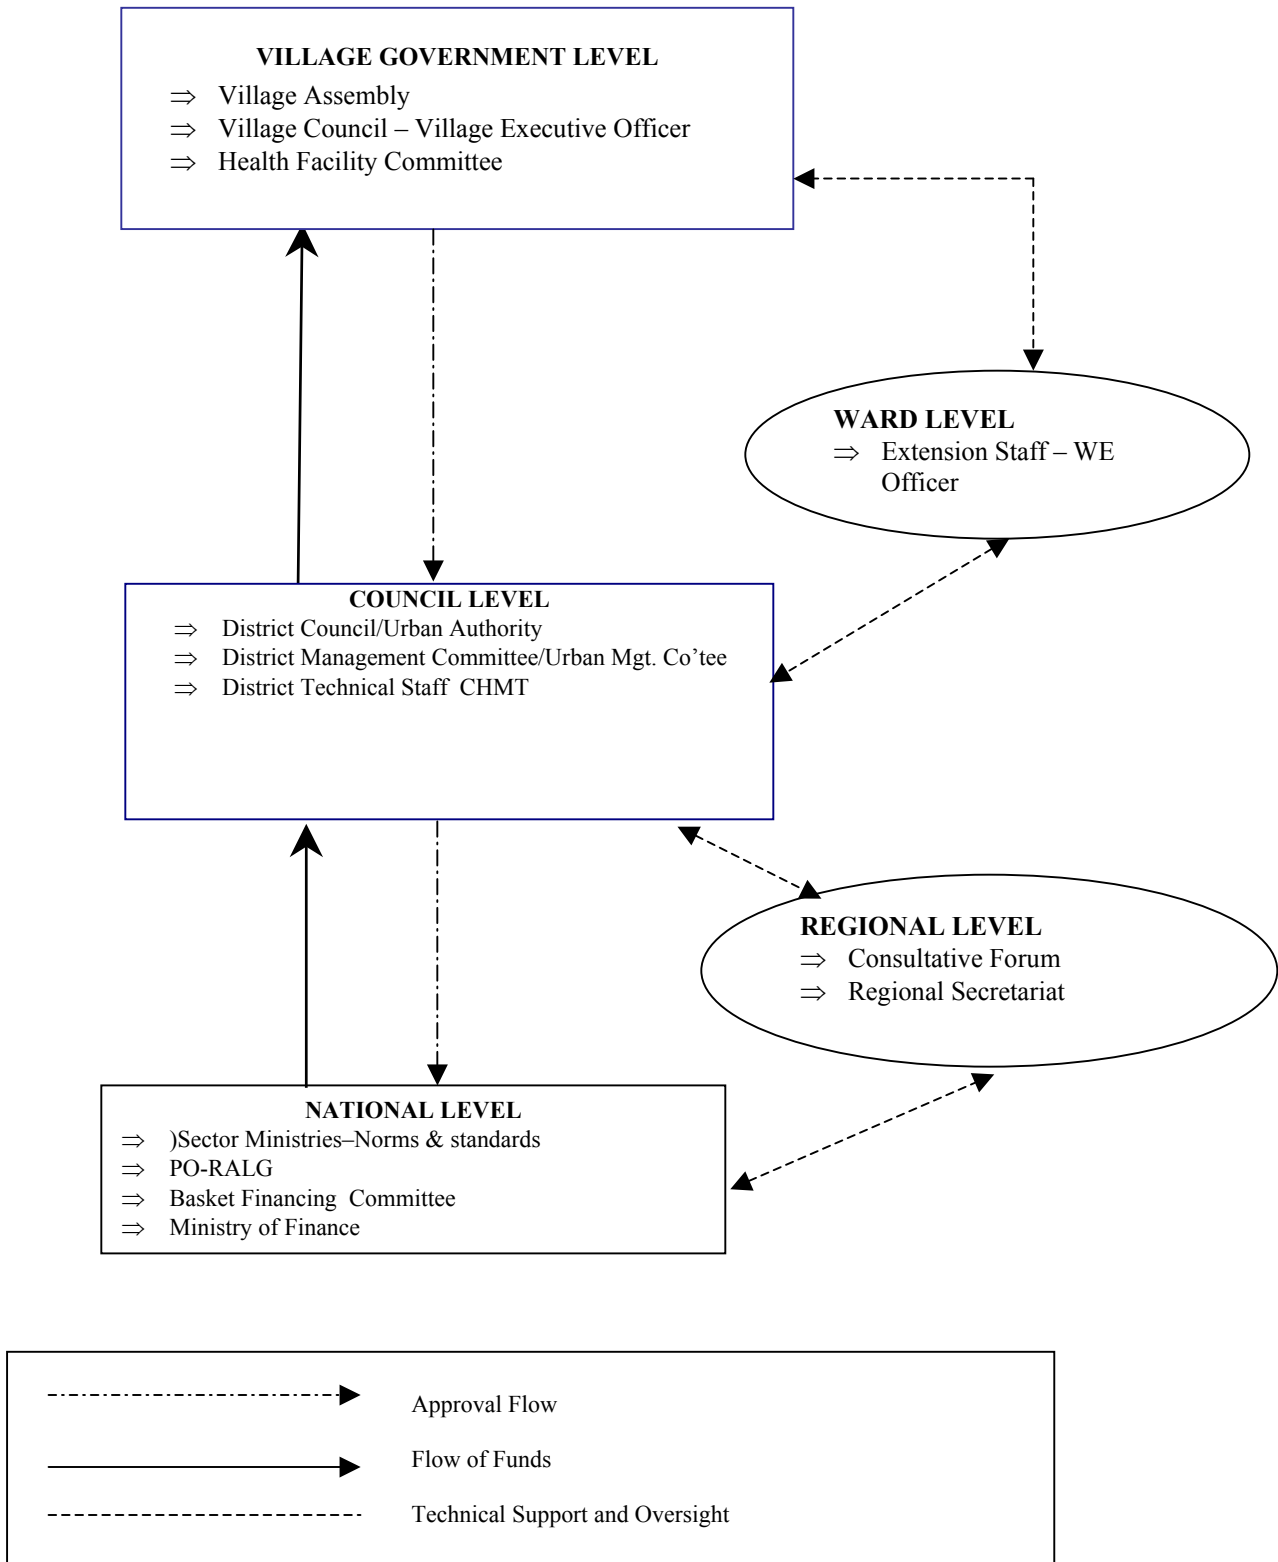 VILLAGE GOVERNMENT LEVEL
⇒ Village Assembly
⇒ Village Council – Village Executive Officer
⇒ Health Facility Committee
WARD LEVEL
⇒ Extension Staff – WE
Officer
COUNCIL LEVEL
⇒ District Council/Urban Authority
⇒ District Management Committee/Urban Mgt. Co’tee
⇒ District Technical Staff CHMT
REGIONAL LEVEL
⇒ Consultative Forum
⇒ Regional Secretariat
NATIONAL LEVEL
⇒ )Sector Ministries–Norms & standards
⇒ PO-RALG
⇒ Basket Financing Committee
⇒ Ministry of Finance
Approval Flow
Flow of Funds
Technical Support and Oversight